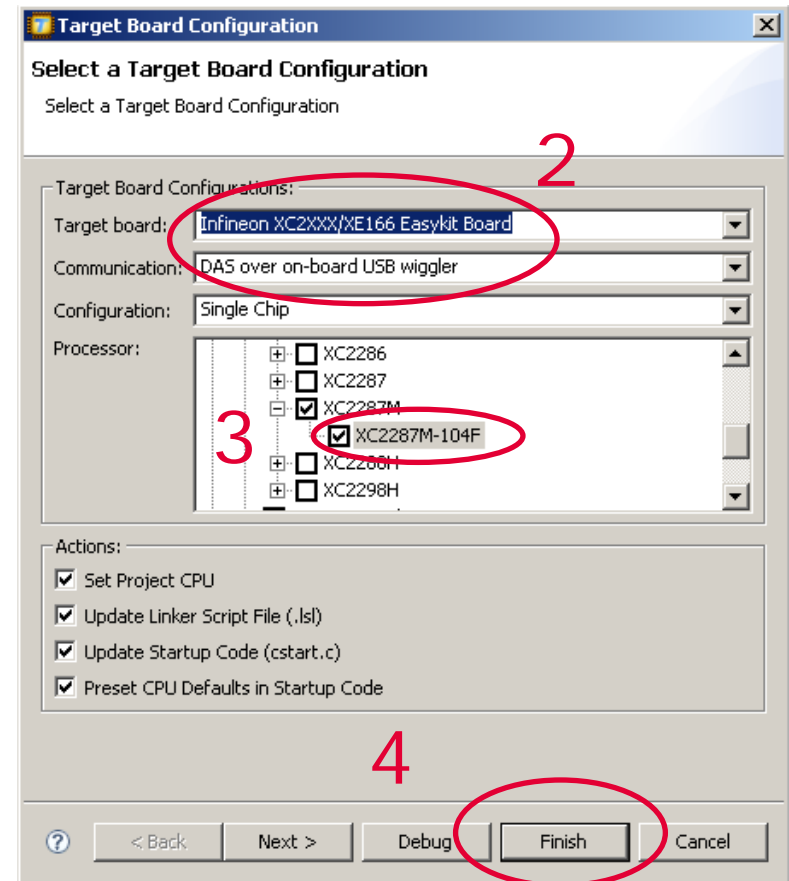 Target Board Configuration
Select a Target Board Configuration
Select a Target Board Configuration
2
Target Board Configurations:
Target board: Infineon XC2XXX/XE166 Easykit Board
Communication: DAS over on-board USB wiggler
Configuration: Single Chip
Processor: XC2286
XC2287
XC2287M
3 XC2287M-104F
XC2288H
XC2298H
Actions:
Set Project CPU
Update Linker Script File (.lsl)
Update Startup Code (cstart.c)
Preset CPU Defaults in Startup Code
4
? < Back Next > Debug Finish Cancel